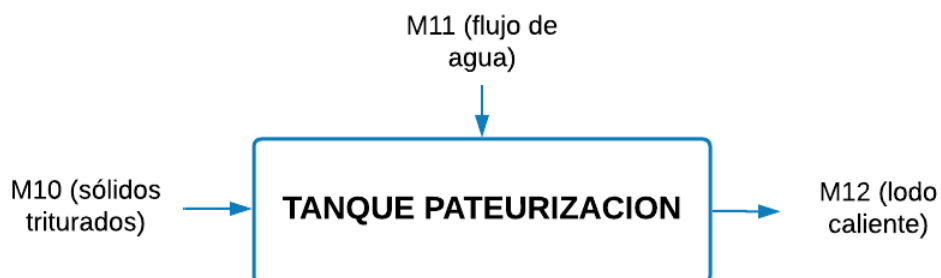 M11 (flujo de
agua)
M10 (sólidos
triturados)
TANQUE PATEURIZACION
M12 (lodo
caliente)